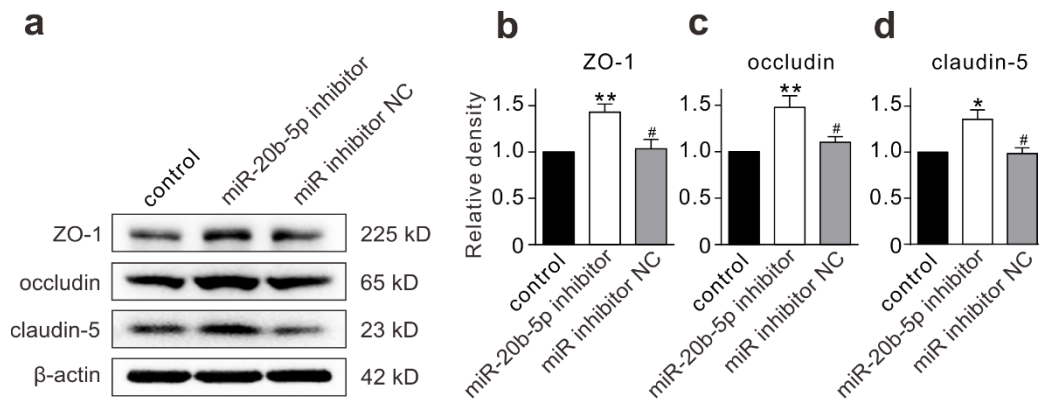 a
control
miR-20b-5p inhibitor
miR inhibitor NC
ZO-1
225 kD
occludin
65 kD
claudin-5
23 kD
β-actin
42 kD
b
ZO-1
Relative density
1.5
1.0
0.5
0
**
#
control
miR-20b-5p inhibitor
miR inhibitor NC
c
occludin
1.5
1.0
0.5
0
**
#
control
miR-20b-5p inhibitor
miR inhibitor NC
d
claudin-5
1.5
1.0
0.5
0
*
#
control
miR-20b-5p inhibitor
miR inhibitor NC